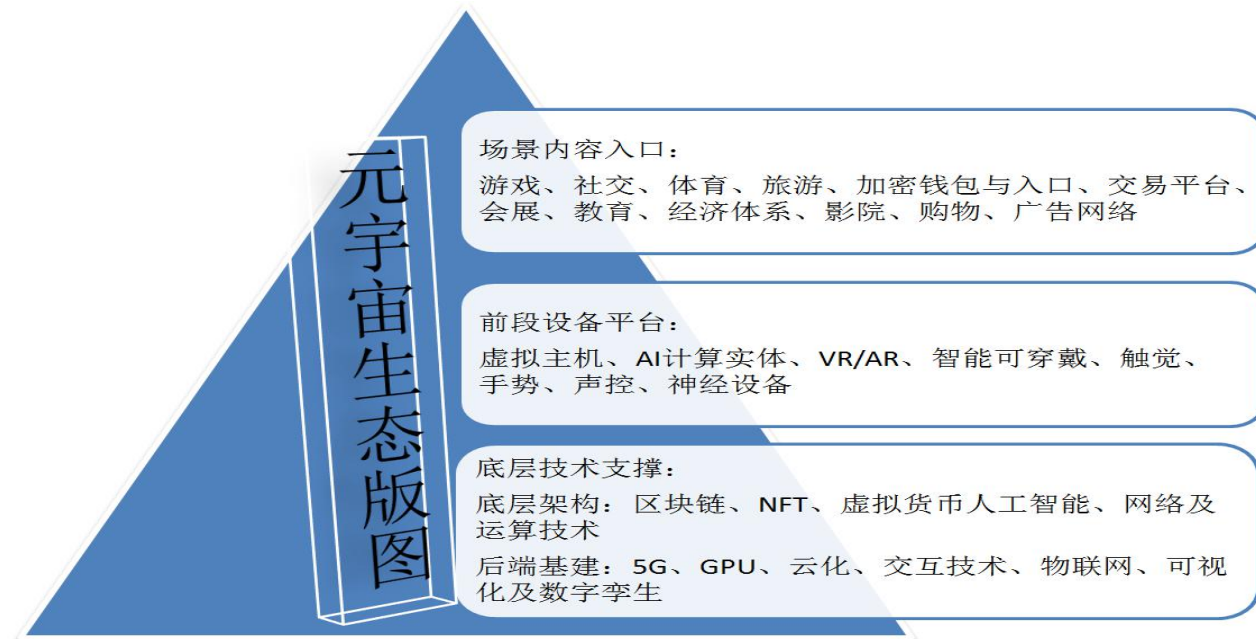 元宇宙生态版图
场景内容入口：
游戏、社交、体育、旅游、加密钱包与入口、交易平台、
会展、教育、经济体系、影院、购物、广告网络
前段设备平台：
虚拟主机、AI计算实体、VR/AR、智能可穿戴、触觉、
手势、声控、神经设备
底层技术支撑：
底层架构：区块链、NFT、虚拟货币人工智能、网络及
运算技术
后端基建：5G、GPU、云化、交互技术、物联网、可视
化及数字孪生